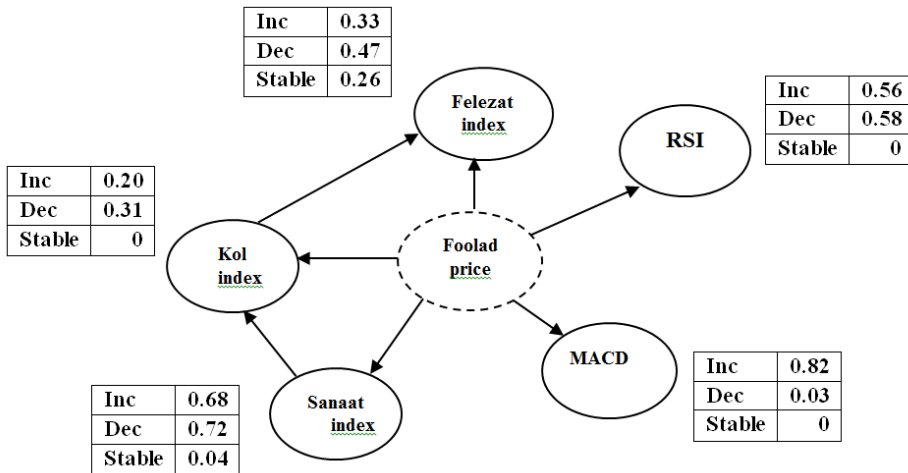 Inc 0.33
Dec 0.47
Stable 0.26
Felezat
index
Inc 0.56
Dec 0.58
Stable 0
RSI
Inc 0.20
Dec 0.31
Stable 0
Kol
index
Foolad
price
MACD
Inc 0.82
Dec 0.03
Stable 0
Inc 0.68
Dec 0.72
Stable 0.04
Sanaat
index